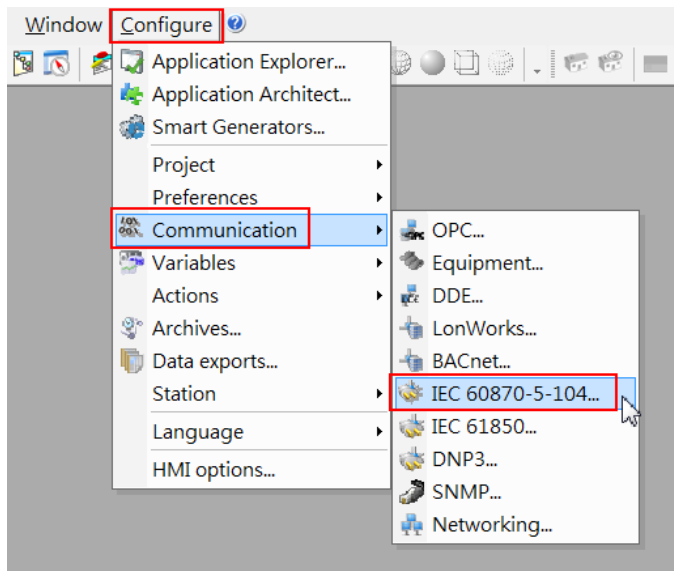 Window Configure
Application Explorer...
Application Architect...
Smart Generators...
Project
Preferences
Communication
Variables
Actions
Archives...
Data exports...
Station
Language
HMI options...
OPC...
Equipment...
DDE...
LonWorks...
BACnet...
IEC 60870-5-104...
IEC 61850...
DNP3...
SNMP...
Networking...